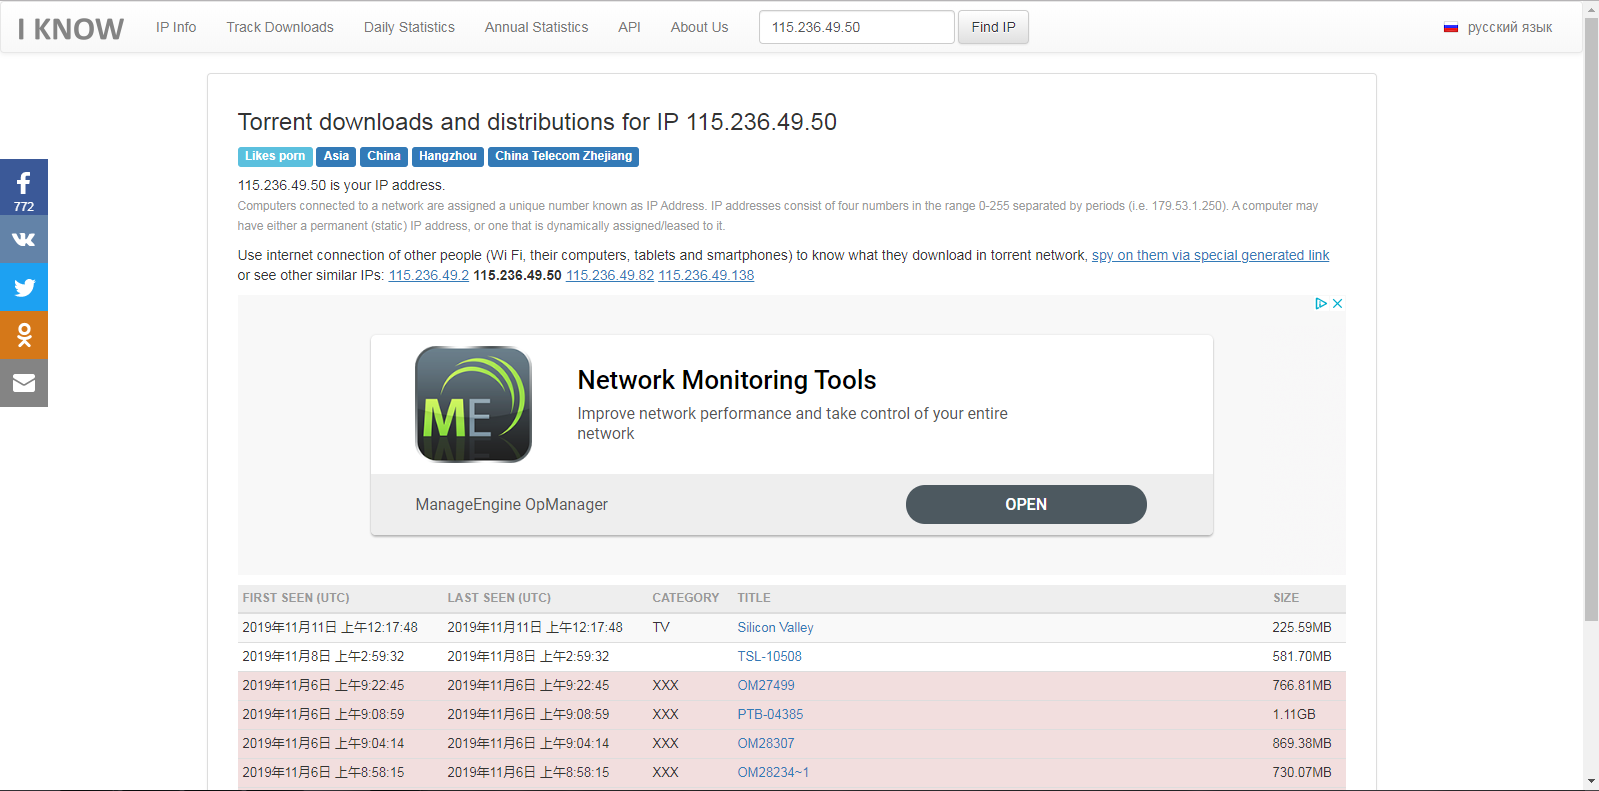 I KNOW IP Info Track Downloads Daily Statistics Annual Statistics API About Us 115.236.49.50 Find IP русский язык
Torrent downloads and distributions for IP 115.236.49.50
Likes porn Asia China Hangzhou China Telecom Zhejiang
115.236.49.50 is your IP address.
Computers connected to a network are assigned a unique number known as IP Address. IP addresses consist of four numbers in the range 0-255 separated by periods (i.e. 179.53.1.250). A computer may
have either a permanent (static) IP address, or one that is dynamically assigned/leased to it.
772
Use internet connection of other people (Wi Fi, their computers, tablets and smartphones) to know what they download in torrent network, spy on them via special generated link
or see other similar IPs: 115.236.49.2 115.236.49.50 115.236.49.82 115.236.49.138
ME
Network Monitoring Tools
Improve network performance and take control of your entire
network
ManageEngine OpManager OPEN
FIRST SEEN (UTC) LAST SEEN (UTC) CATEGORY TITLE SIZE
2019年11月11日 上午12:17:48 2019年11月11日 上午12:17:48 TV Silicon Valley 225.59MB
2019年11月8日 上午2:59:32 2019年11月8日 上午2:59:32 TSL-10508 581.70MB
2019年11月6日 上午9:22:45 2019年11月6日 上午9:22:45 XXX OM27499 766.81MB
2019年11月6日 上午9:08:59 2019年11月6日 上午9:08:59 XXX PTB-04385 1.11GB
2019年11月6日 上午9:04:14 2019年11月6日 上午9:04:14 XXX OM28307 869.38MB
2019年11月6日 上午8:58:15 2019年11月6日 上午8:58:15 XXX OM28234~1 730.07MB